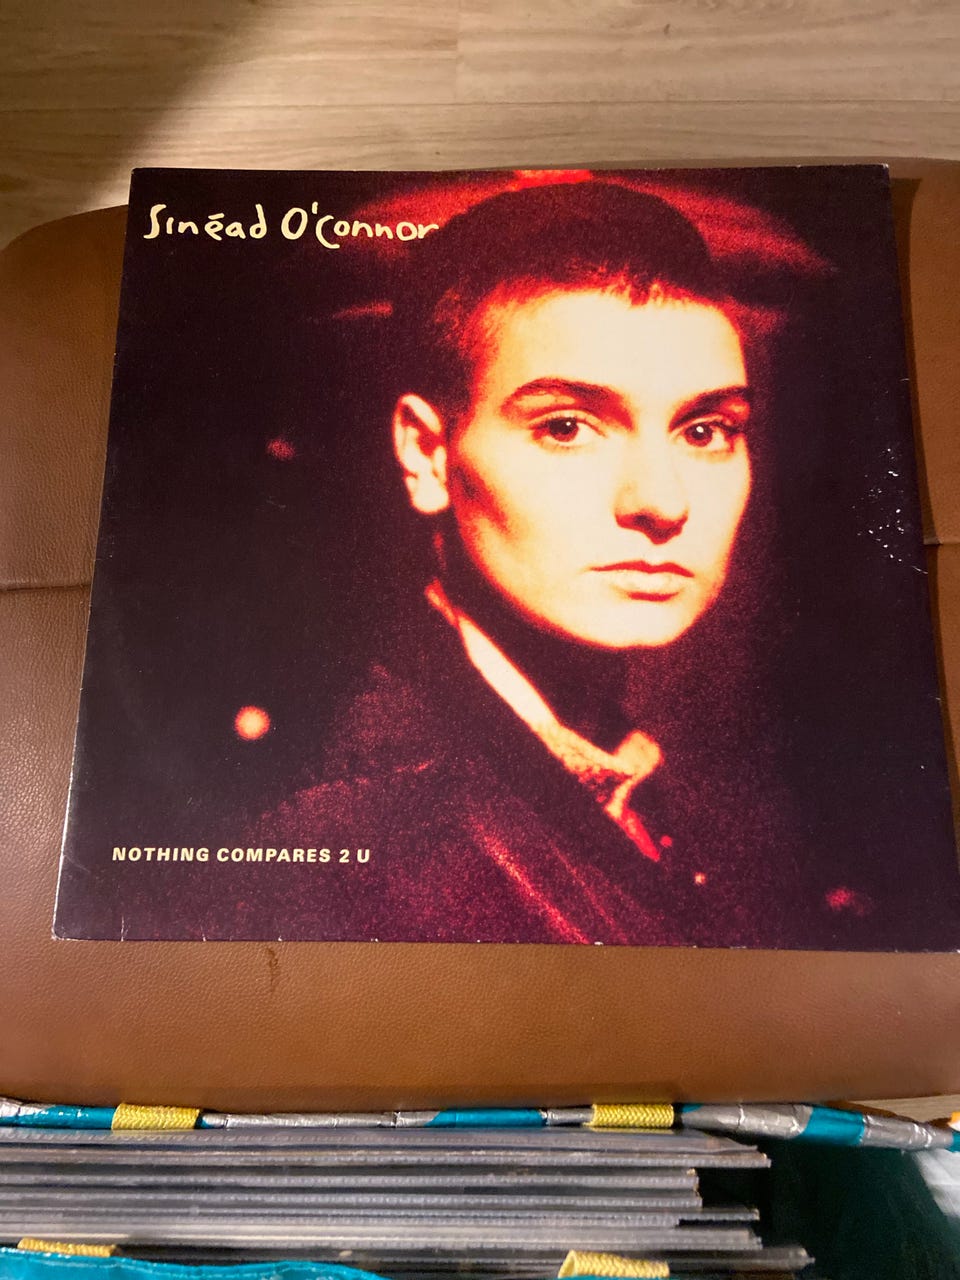 Sinéad O'Connor
NOTHING COMPARES 2 U